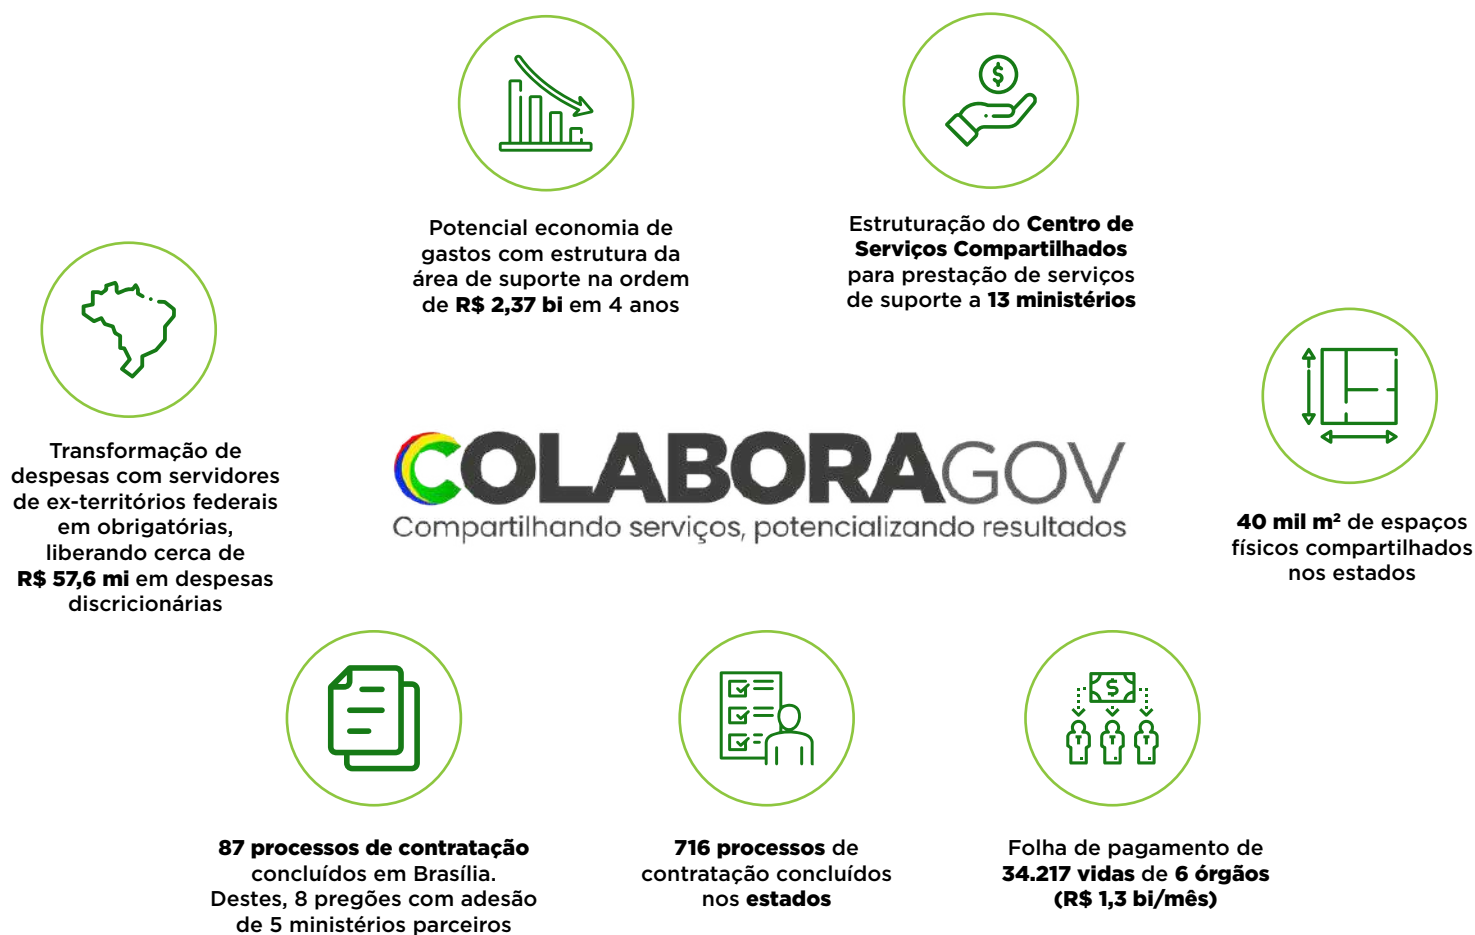 Potencial economia de
gastos com estrutura da
área de suporte na ordem
de R$ 2,37 bi em 4 anos
Estruturação do Centro de
Serviços Compartilhados
para prestação de serviços
de suporte a 13 ministérios
Transformação de
despesas com servidores
de ex-territórios federais
em obrigatórias,
liberando cerca de
R$ 57,6 mi em despesas
discricionárias
COLABORAGOV
Compartilhando serviços, potencializando resultados
40 mil m² de espaços
físicos compartilhados
nos estados
87 processos de contratação
concluídos em Brasília.
Destes, 8 pregões com adesão
de 5 ministérios parceiros
716 processos de
contratação concluídos
nos estados
Folha de pagamento de
34.217 vidas de 6 órgãos
(R$ 1,3 bi/mês)